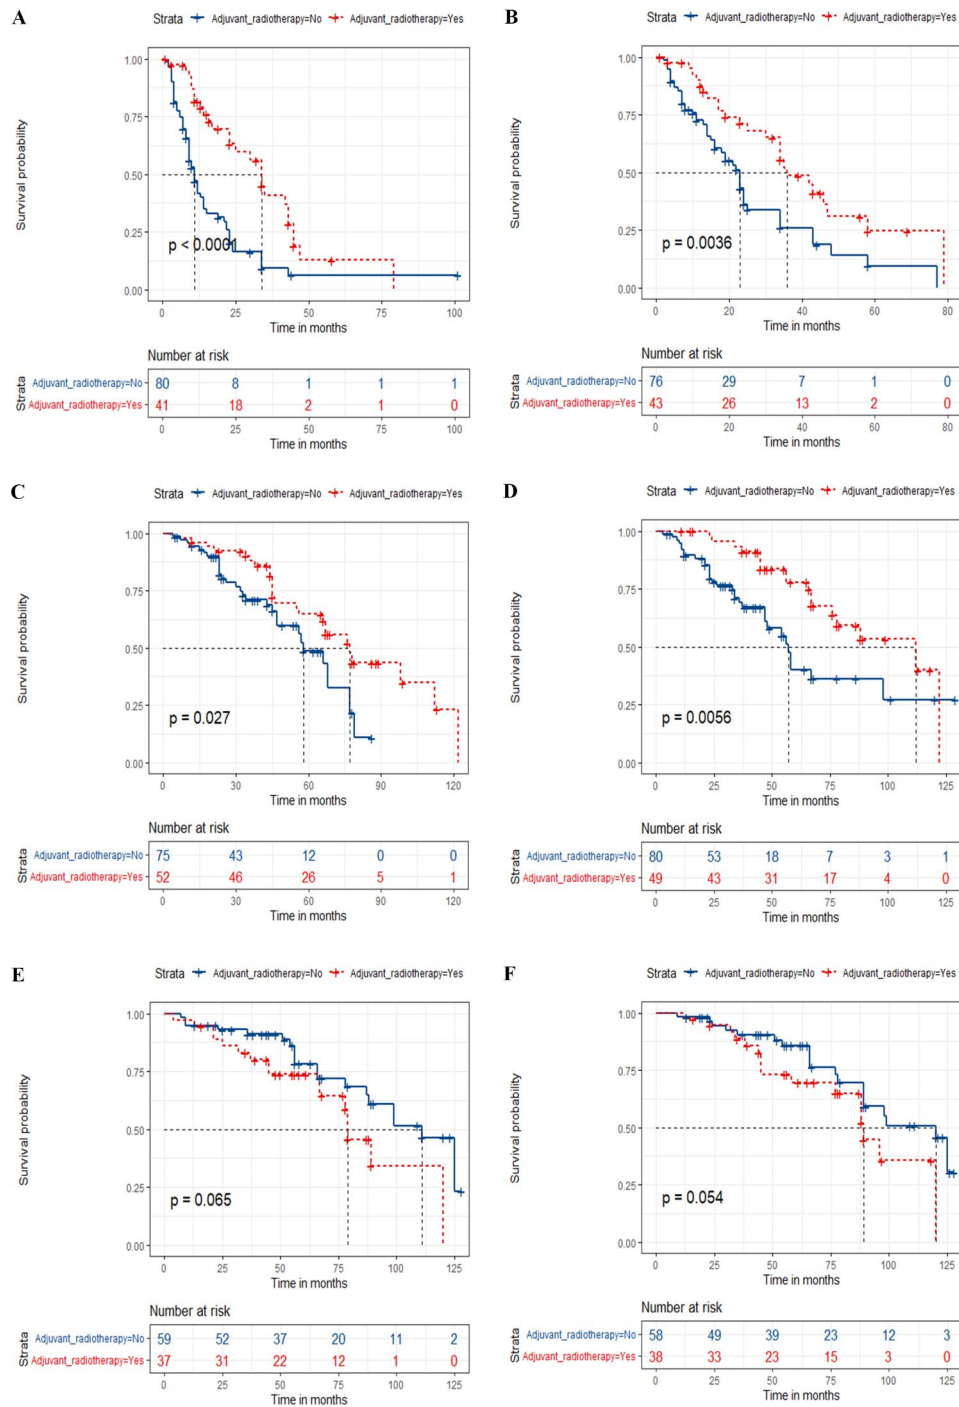 A
Strata Adjuvant_radiotherapy=No Adjuvant_radiotherapy=Yes
Survival probability
1.00
0.75
0.50
0.25
0.00
p < 0.0001
0 25 50 75 100
Time in months
Number at risk
Strata
Adjuvant_radiotherapy=No 80 8 1 1 1
Adjuvant_radiotherapy=Yes 41 18 2 1 0
0 25 50 75 100
Time in months
B
Strata Adjuvant_radiotherapy=No Adjuvant_radiotherapy=Yes
Survival probability
1.00
0.75
0.50
0.25
0.00
p = 0.0036
0 20 40 60 80
Time in months
Number at risk
Strata
Adjuvant_radiotherapy=No 76 29 7 1 0
Adjuvant_radiotherapy=Yes 43 26 13 2 0
0 20 40 60 80
Time in months
C
Strata Adjuvant_radiotherapy=No Adjuvant_radiotherapy=Yes
Survival probability
1.00
0.75
0.50
0.25
0.00
p = 0.027
0 30 60 90 120
Time in months
Number at risk
Strata
Adjuvant_radiotherapy=No 75 43 12 0 0
Adjuvant_radiotherapy=Yes 52 46 26 5 1
0 30 60 90 120
Time in months
D
Strata Adjuvant_radiotherapy=No Adjuvant_radiotherapy=Yes
Survival probability
1.00
0.75
0.50
0.25
0.00
p = 0.0056
0 25 50 75 100 125
Time in months
Number at risk
Strata
Adjuvant_radiotherapy=No 80 53 18 7 3 1
Adjuvant_radiotherapy=Yes 49 43 31 17 4 0
0 25 50 75 100 125
Time in months
E
Strata Adjuvant_radiotherapy=No Adjuvant_radiotherapy=Yes
Survival probability
1.00
0.75
0.50
0.25
0.00
p = 0.065
0 25 50 75 100 125
Time in months
Number at risk
Strata
Adjuvant_radiotherapy=No 59 52 37 20 11 2
Adjuvant_radiotherapy=Yes 37 31 22 12 1 0
0 25 50 75 100 125
Time in months
F
Strata Adjuvant_radiotherapy=No Adjuvant_radiotherapy=Yes
Survival probability
1.00
0.75
0.50
0.25
0.00
p = 0.054
0 25 50 75 100 125
Time in months
Number at risk
Strata
Adjuvant_radiotherapy=No 58 49 39 23 12 3
Adjuvant_radiotherapy=Yes 38 33 23 15 3 0
0 25 50 75 100 125
Time in months